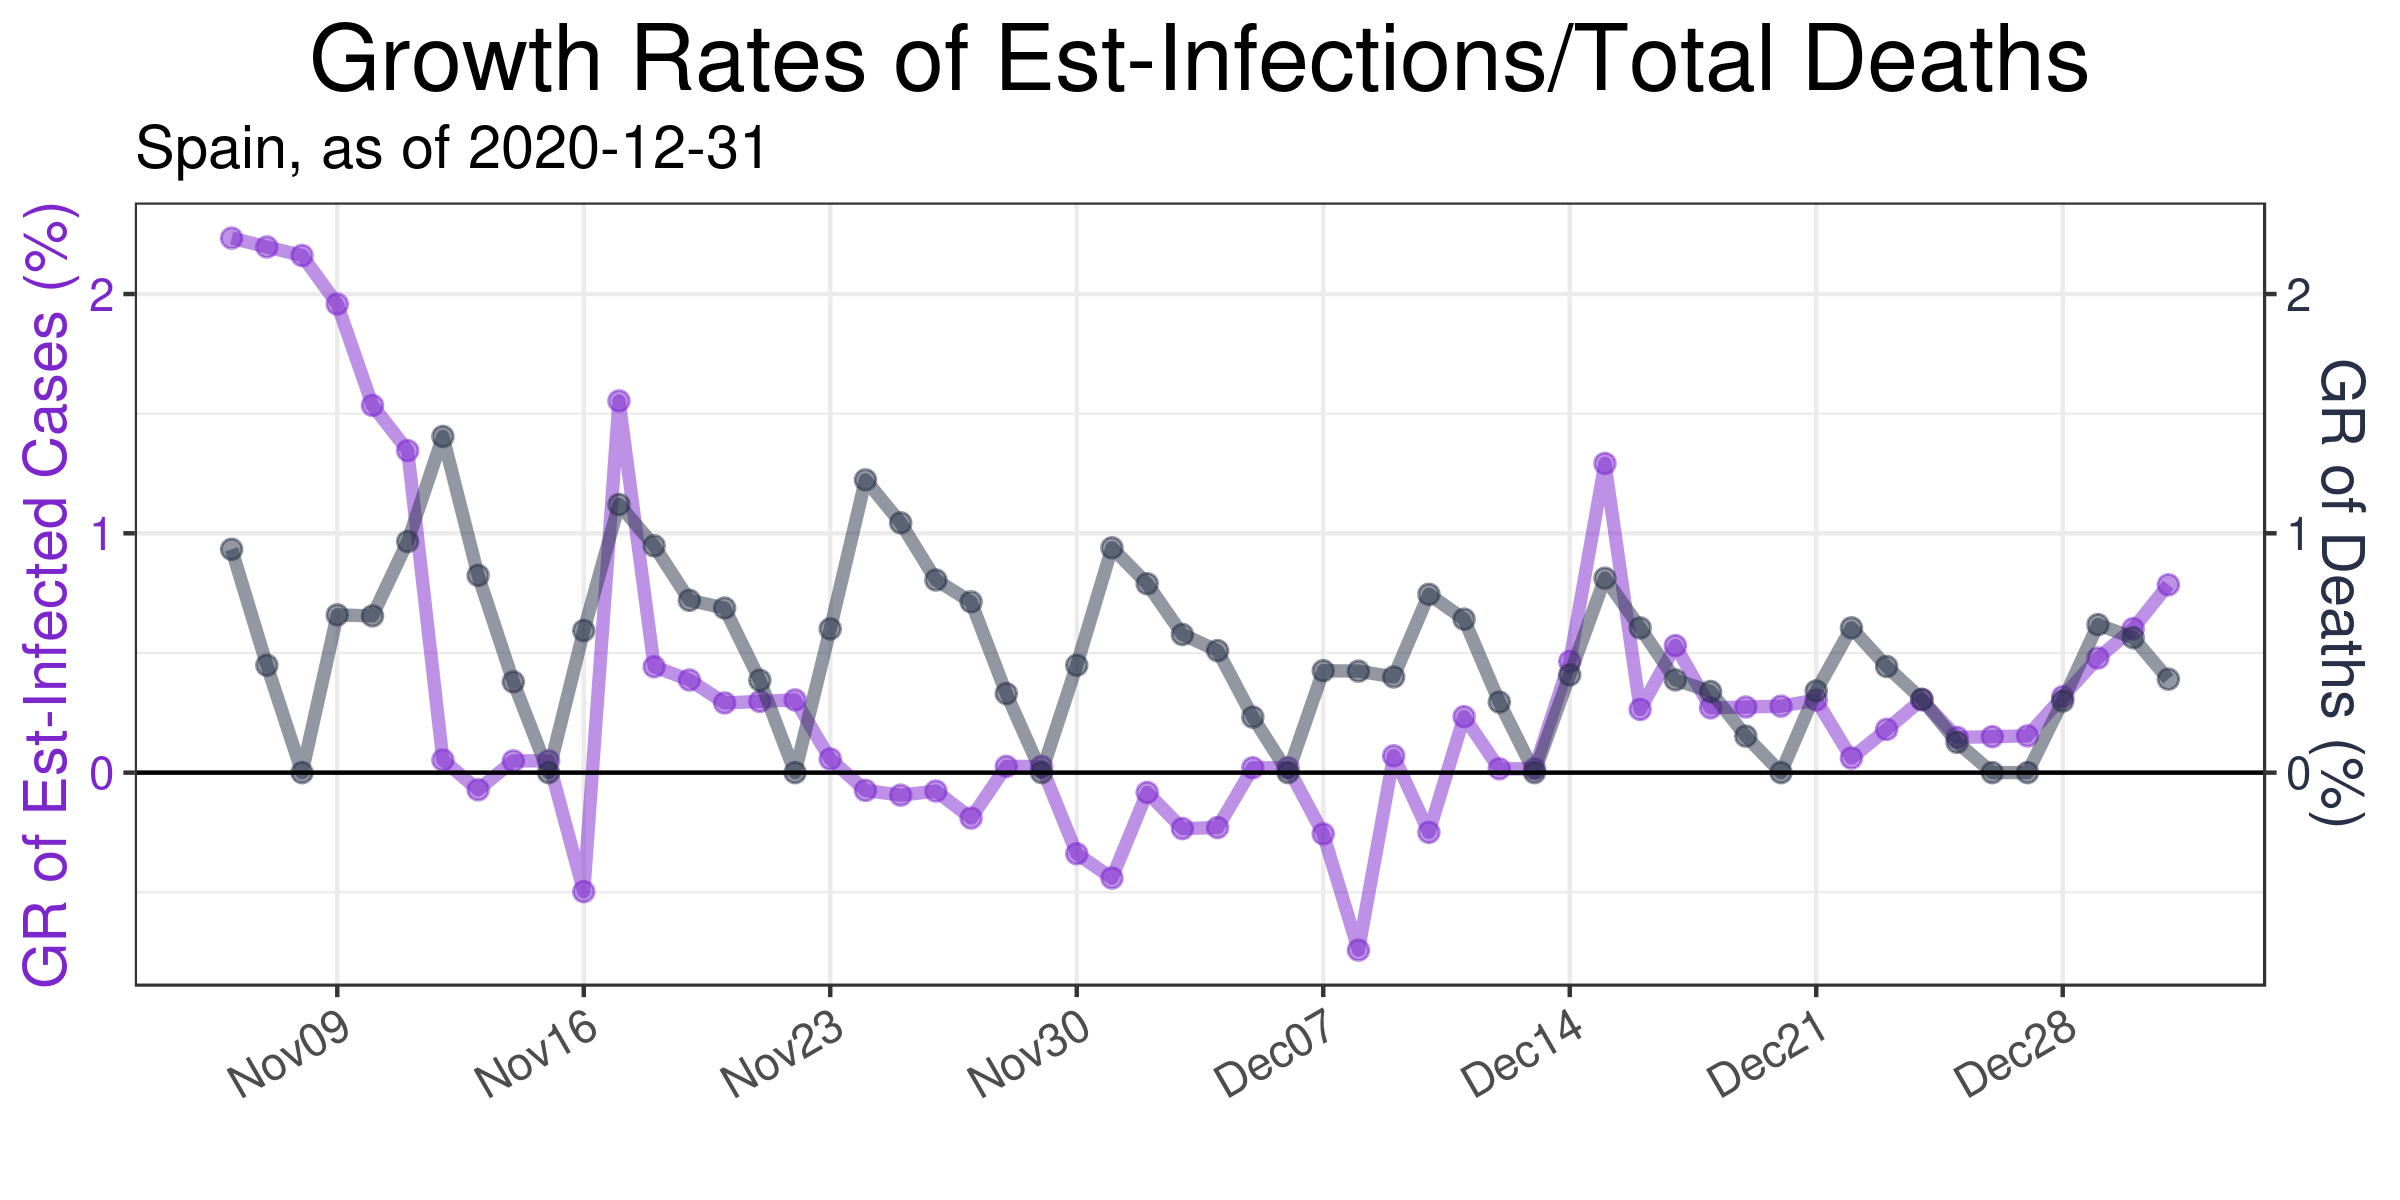 Growth Rates of Est-Infections/Total Deaths
Spain, as of 2020-12-31
GR of Est-Infected Cases (%)
2
1
0
2
1
0
GR of Deaths (%)
Nov09
Nov16
Nov23
Nov30
Dec07
Dec14
Dec21
Dec28